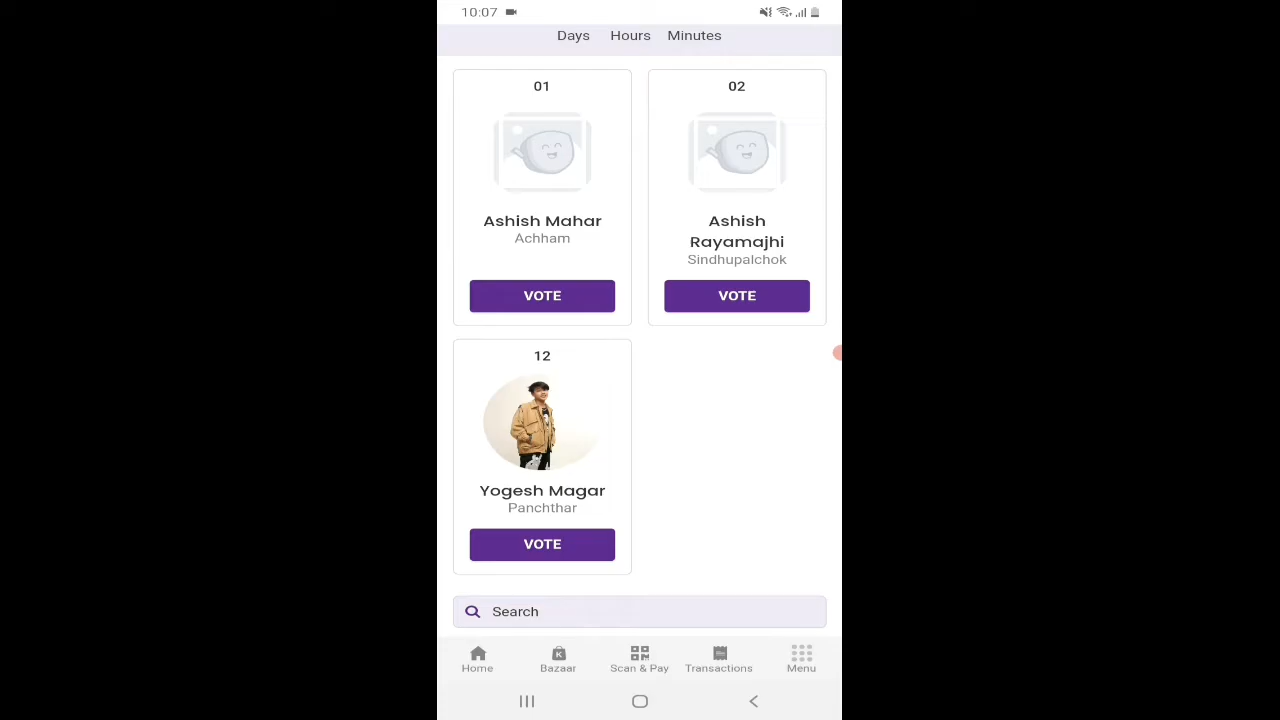 10:07
Days Hours Minutes
01
02
Ashish Mahar
Achham
Ashish
Rayamajhi
Sindhupalchok
VOTE
VOTE
12
Yogesh Magar
Panchthar
VOTE
Search
Home Bazaar Scan & Pay Transactions Menu